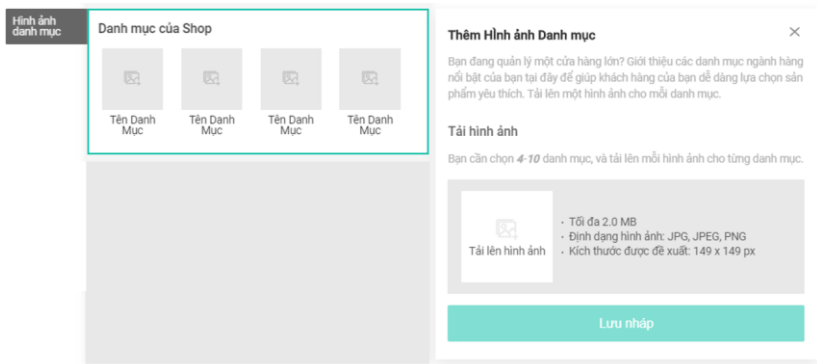 Hình ảnh
danh mục
Danh mục của Shop
Tên Danh
Mục
Tên Danh
Mục
Tên Danh
Mục
Tên Danh
Mục
Thêm Hình ảnh Danh mục
Bạn đang quản lý một cửa hàng lớn? Giới thiệu các danh mục ngành hàng
nổi bật của bạn tại đây để giúp khách hàng của bạn dễ dàng lựa chọn sản
phẩm yêu thích. Tải lên một hình ảnh cho mỗi danh mục.
Tải hình ảnh
Bạn cần chọn 4-10 danh mục, và tải lên mỗi hình ảnh cho từng danh mục.
Tải lên hình ảnh
· Tối đa 2.0 MB
· Định dạng hình ảnh: JPG, JPEG, PNG
· Kích thước được đề xuất: 149 x 149 px
Lưu nháp